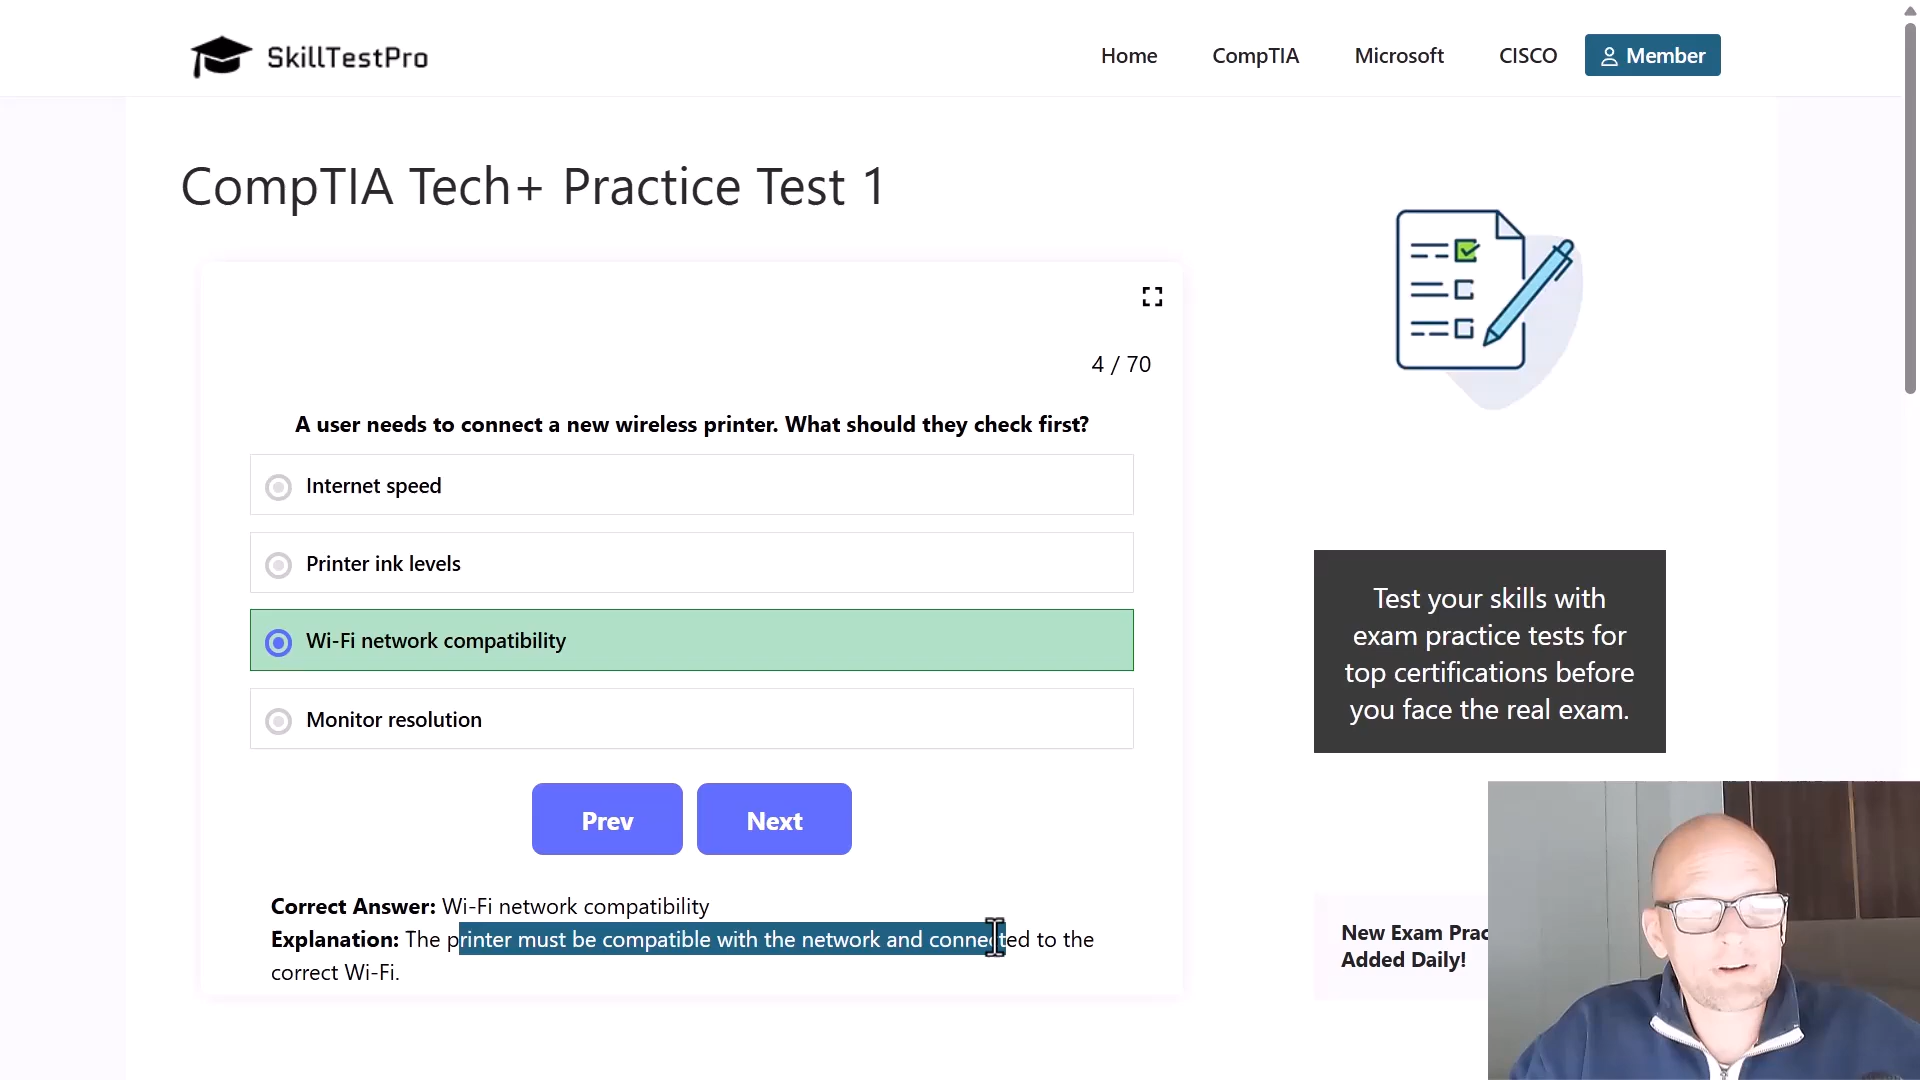 SkillTestPro
Home CompTIA Microsoft CISCO Member
CompTIA Tech+ Practice Test 1
4 / 70
A user needs to connect a new wireless printer. What should they check first?
Internet speed
Printer ink levels
Wi-Fi network compatibility
Monitor resolution
Prev Next
Correct Answer: Wi-Fi network compatibility
Explanation: The printer must be compatible with the network and connected to the
correct Wi-Fi.
Test your skills with
exam practice tests for
top certifications before
you face the real exam.
New Exam Prac
Added Daily!